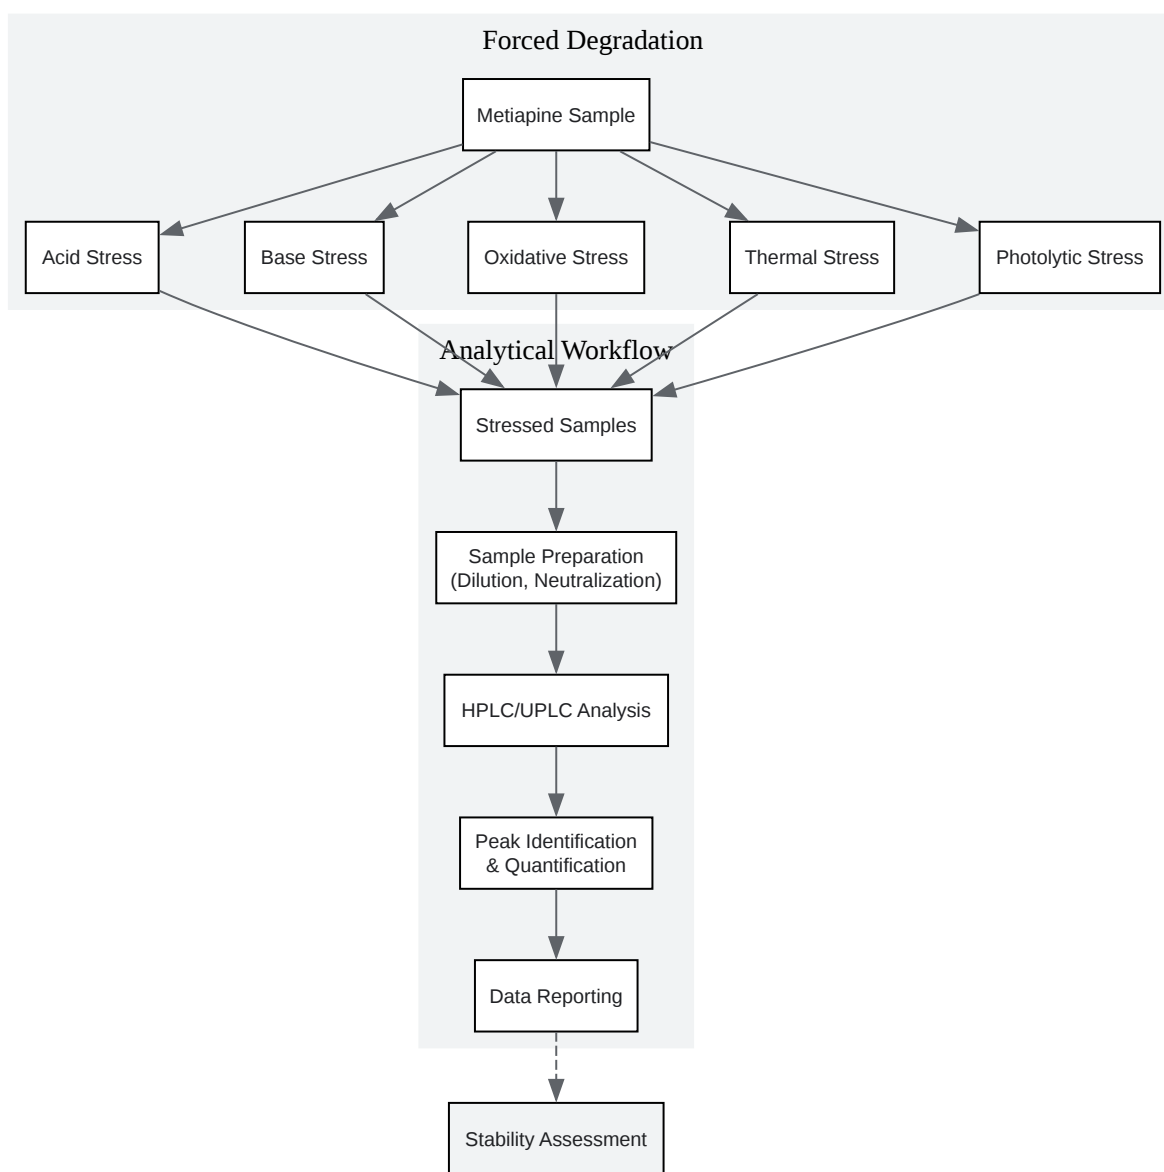 Forced Degradation
Metiapine Sample
Acid Stress
Base Stress
Oxidative Stress
Thermal Stress
Photolytic Stress
Analytical Workflow
Stressed Samples
Sample Preparation
(Dilution, Neutralization)
HPLC/UPLC Analysis
Peak Identification
& Quantification
Data Reporting
Stability Assessment